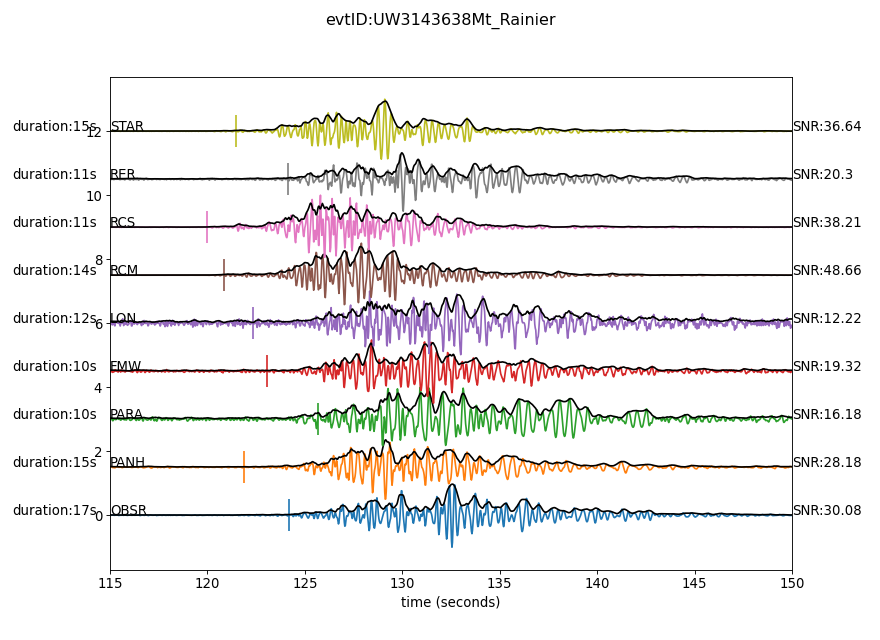 evtID:UW3143638Mt_Rainier
duration:15s STAR SNR:36.64
12
duration:11s RER SNR:20.3
10
duration:11s RCS SNR:38.21
8
duration:14s RCM SNR:48.66
duration:12s LON SNR:12.22
6
duration:10s FMW SNR:19.32
4
duration:10s PARA SNR:16.18
2
duration:15s PANH SNR:28.18
duration:17s OBSR SNR:30.08
0
115 120 125 130 135 140 145 150
time (seconds)